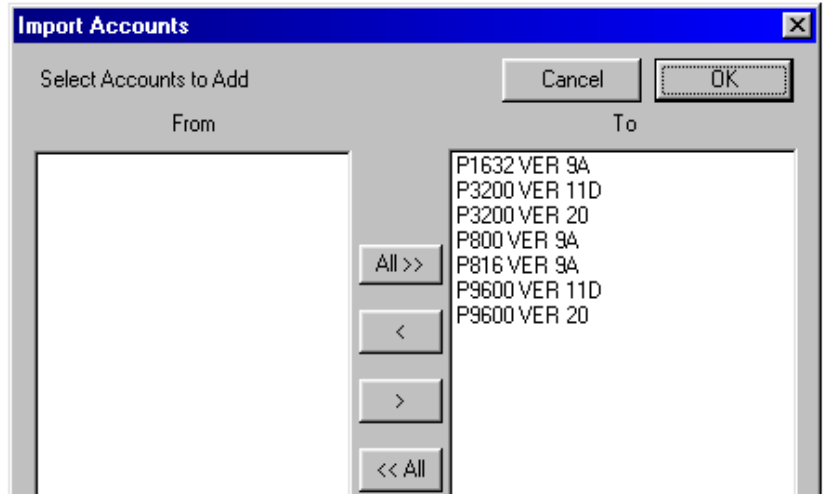 Import Accounts
Select Accounts to Add
Cancel
OK
From
To
P1632 VER 9A
P3200 VER 11D
P3200 VER 20
P800 VER 9A
P816 VER 9A
P9600 VER 11D
P9600 VER 20
All >>
<
>
<< All